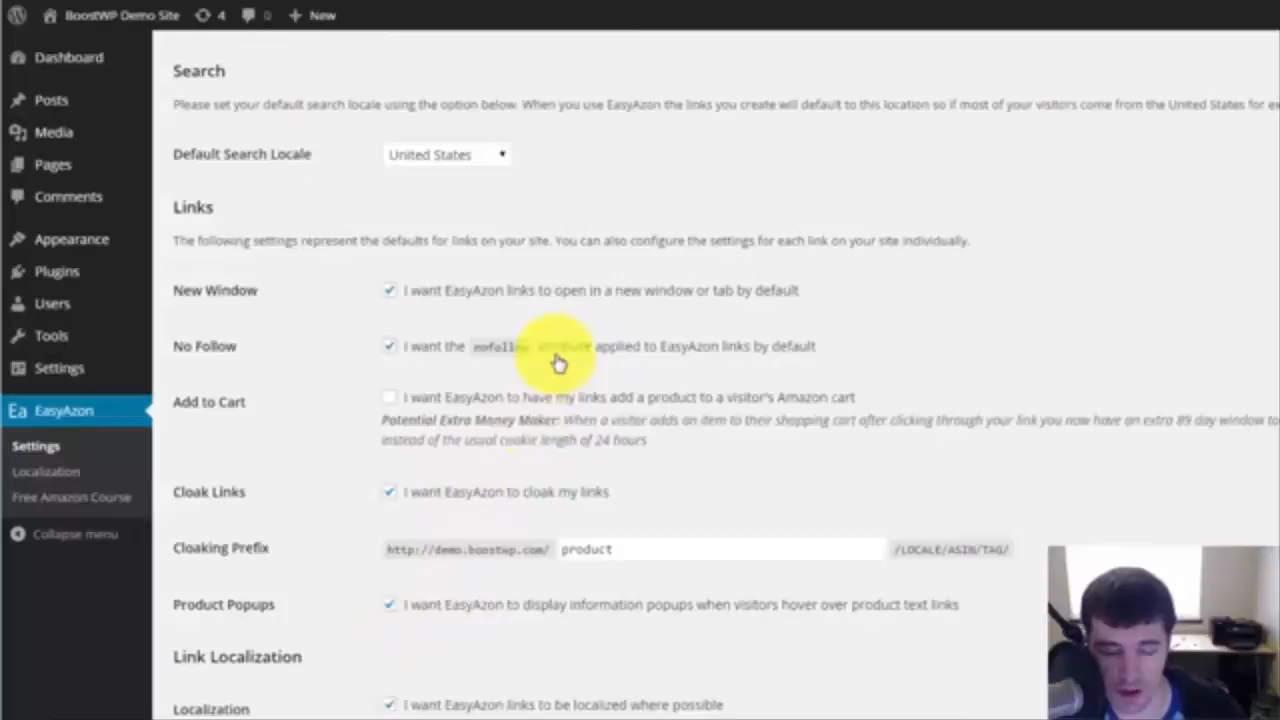 BoostWP Demo Site 4 0 New
Dashboard
Posts
Media
Pages
Comments
Appearance
Plugins
Users
Tools
Settings
Ea EasyAzon
Settings
Localization
Free Amazon Course
Collapse menu
Search
Please set your default search locale using the option below. When you use EasyAzon the links you create will default to this location so if most of your visitors come from the United States for
Default Search Locale United States
Links
The following settings represent the defaults for links on your site. You can also configure the settings for each link on your site individually.
New Window I want EasyAzon links to open in a new window or tab by default
No Follow I want the nofollow attribute applied to EasyAzon links by default
Add to Cart I want EasyAzon to have my links add a product to a visitor's Amazon cart
Potential Extra Money Maker: When a visitor adds an item to their shopping cart after clicking through your link you now have an extra 89 day window to
instead of the usual cookie length of 24 hours
Cloak Links I want EasyAzon to cloak my links
Cloaking Prefix http://demo.boostwp.com/ product /LOCALE/ASIN/TAG/
Product Popups I want EasyAzon to display information popups when visitors hover over product text links
Link Localization
Localization I want EasyAzon links to be localized where possible